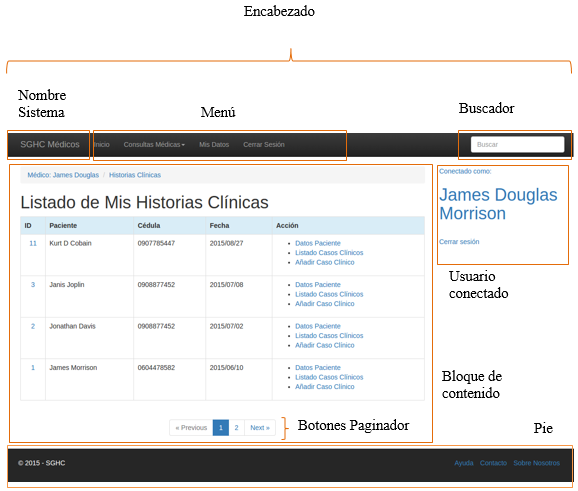 Encabezado
Nombre
Sistema
Menú
Buscador
SGHC Médicos
Inicio
Consultas Médicas
Mis Datos
Cerrar Sesión
Buscar
Médico: James Douglas / Historias Clínicas
Conectado como:
James Douglas
Morrison
Cerrar sesión
Listado de Mis Historias Clínicas
ID Paciente Cédula Fecha Acción
11 Kurt D Cobain 0907785447 2015/08/27 Datos Paciente
Listado Casos Clínicos
Añadir Caso Clínico
3 Janis Joplin 0908877452 2015/07/08 Datos Paciente
Listado Casos Clínicos
Añadir Caso Clínico
2 Jonathan Davis 0908877452 2015/07/02 Datos Paciente
Listado Casos Clínicos
Añadir Caso Clínico
1 James Morrison 0604478582 2015/06/10 Datos Paciente
Listado Casos Clínicos
Añadir Caso Clínico
Usuario
conectado
Bloque de
contenido
« Previous 1 2 Next »
Botones Paginador
Pie
© 2015 - SGHC
Ayuda Contacto Sobre Nosotros